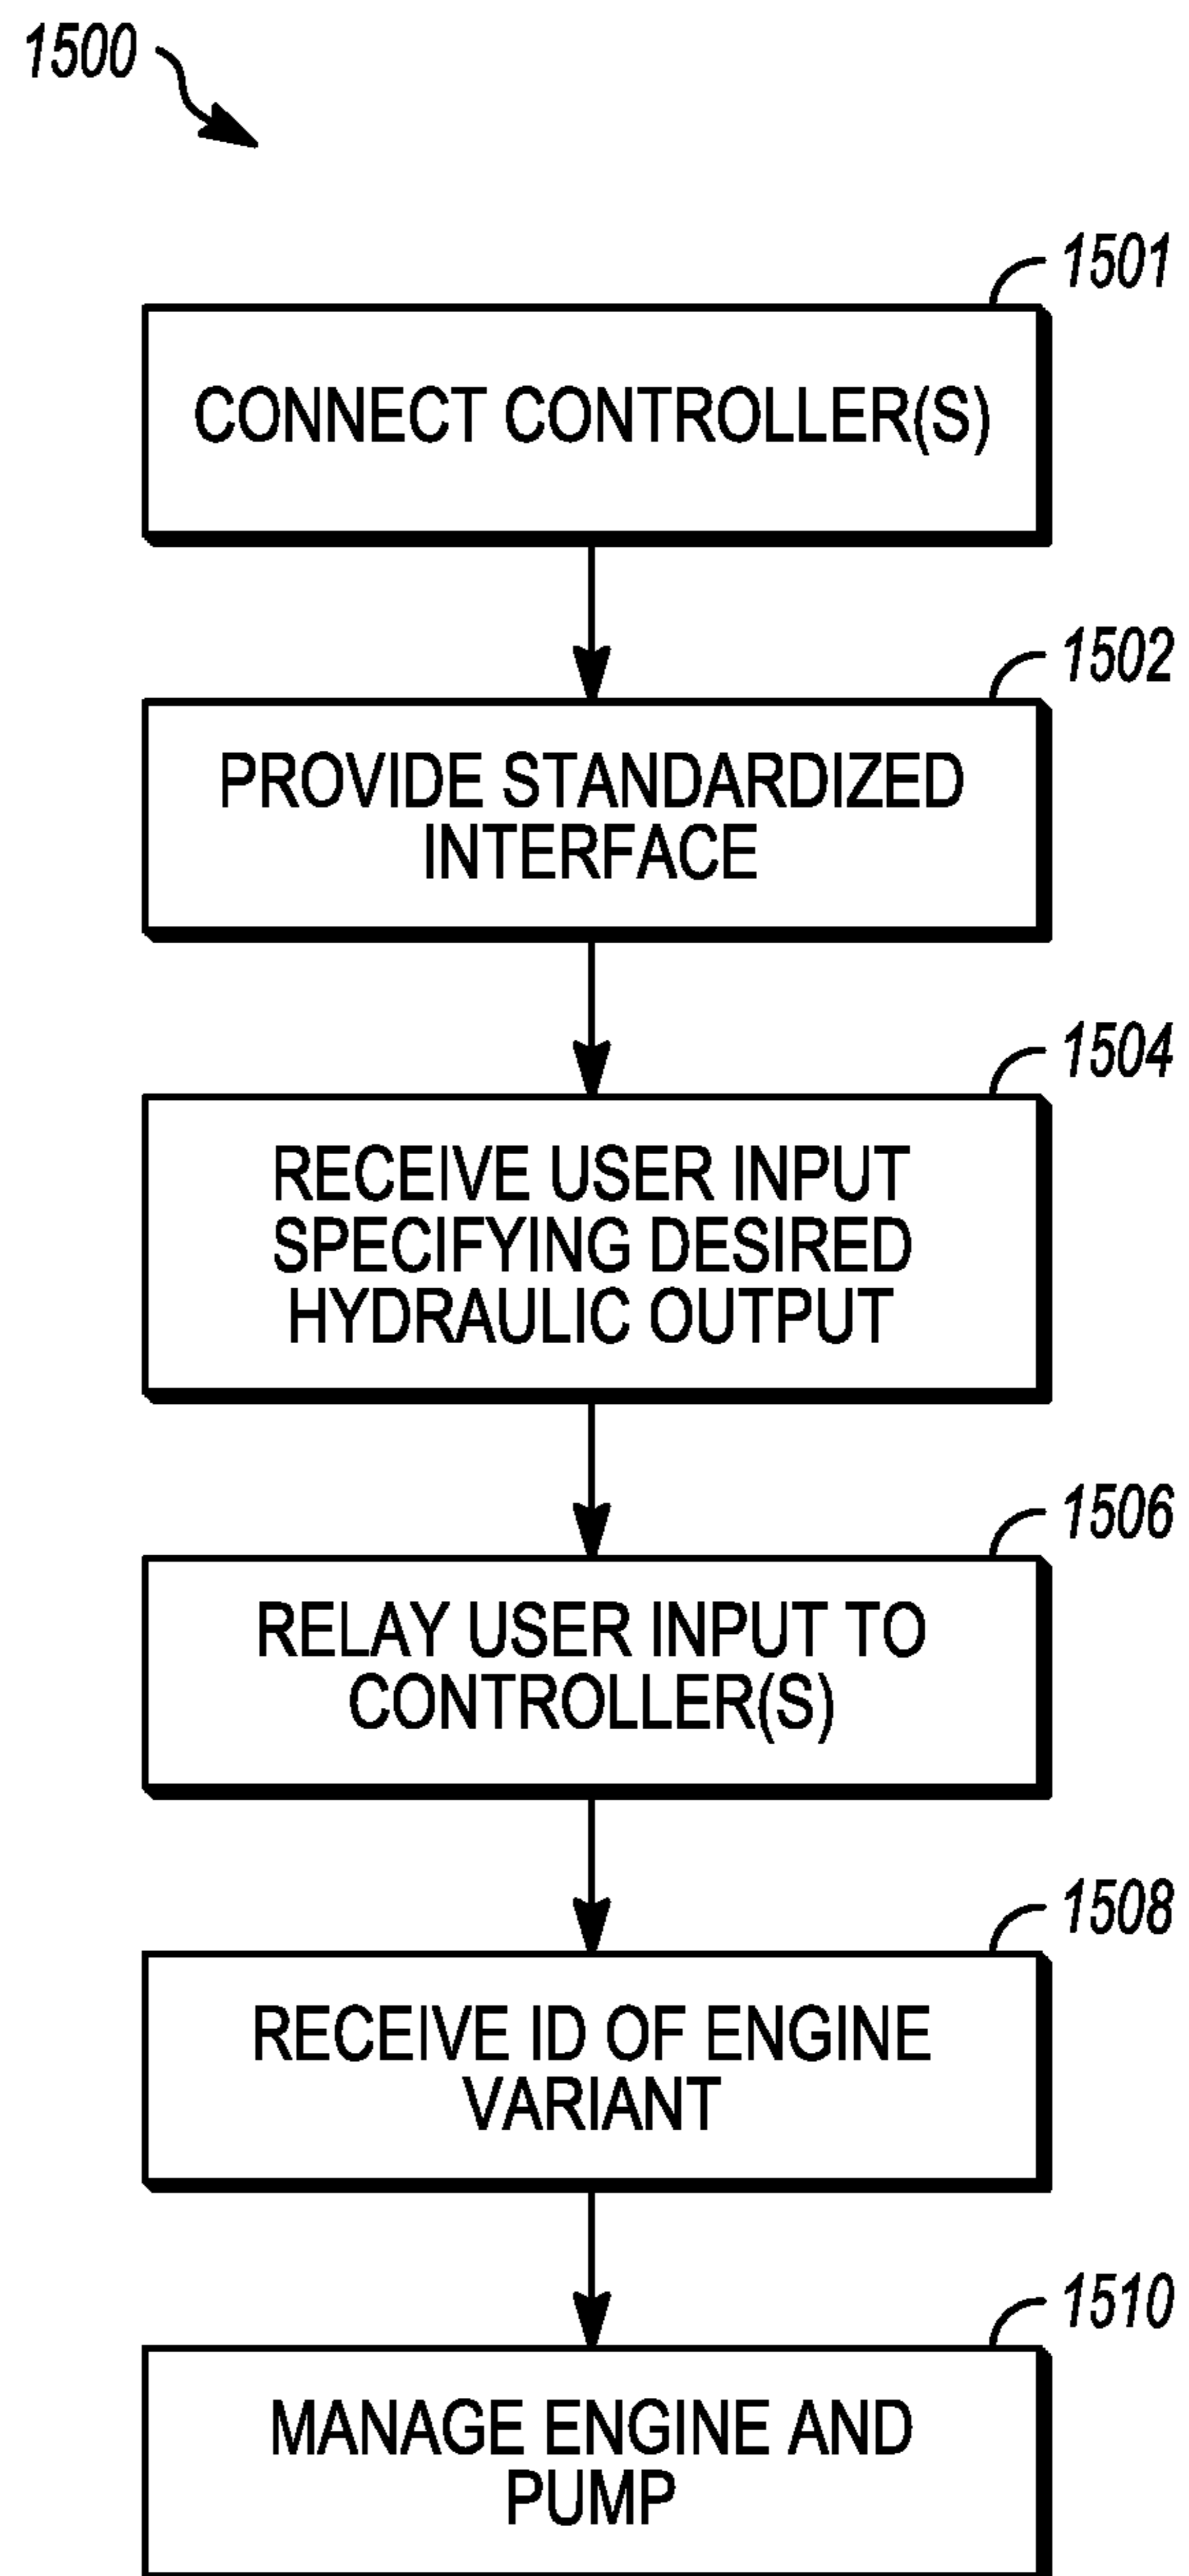 1500
1501
CONNECT CONTROLLER(S)
1502
PROVIDE STANDARDIZED
INTERFACE
1504
RECEIVE USER INPUT
SPECIFYING DESIRED
HYDRAULIC OUTPUT
1506
RELAY USER INPUT TO
CONTROLLER(S)
1508
RECEIVE ID OF ENGINE
VARIANT
1510
MANAGE ENGINE AND
PUMP